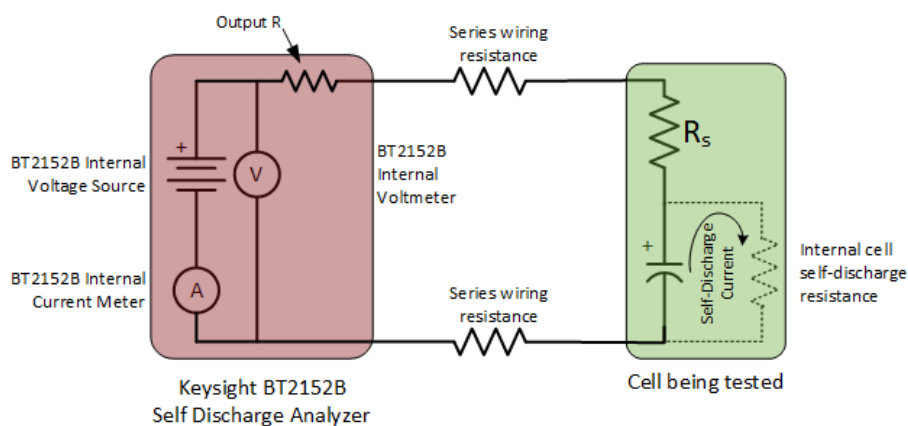 Output R
Series wiring
resistance
+
BT2152B Internal
Voltage Source
V
BT2152B
Internal
Voltmeter
BT2152B Internal
Current Meter
A
Rs
+
Self-Discharge
Current
Internal cell
self-discharge
resistance
Series wiring
resistance
Keysight BT2152B
Self Discharge Analyzer
Cell being tested